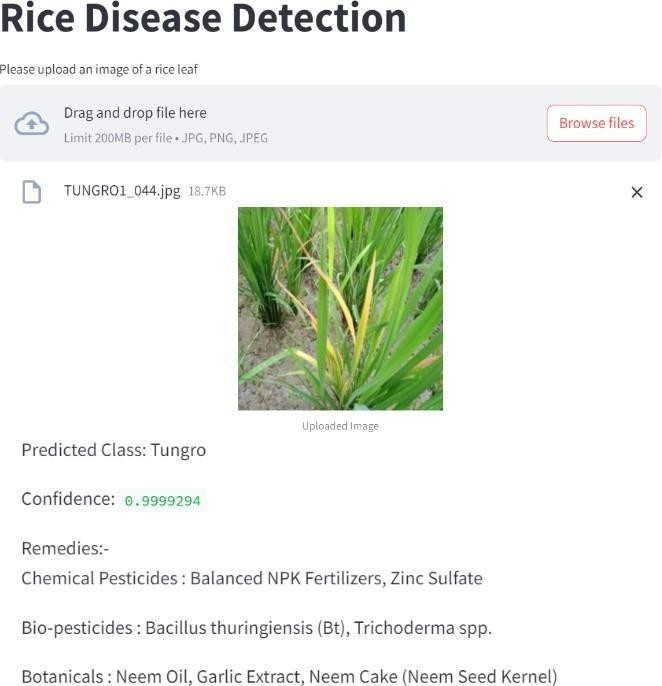 Rice Disease Detection
Please upload an image of a rice leaf
Drag and drop file here
Limit 200MB per file • JPG, PNG, JPEG
Browse files
TUNGRO1_044.jpg 18.7KB
Uploaded Image
Predicted Class: Tungro
Confidence: 0.9999294
Remedies:-
Chemical Pesticides : Balanced NPK Fertilizers, Zinc Sulfate
Bio-pesticides : Bacillus thuringiensis (Bt), Trichoderma spp.
Botanicals : Neem Oil, Garlic Extract, Neem Cake (Neem Seed Kernel)